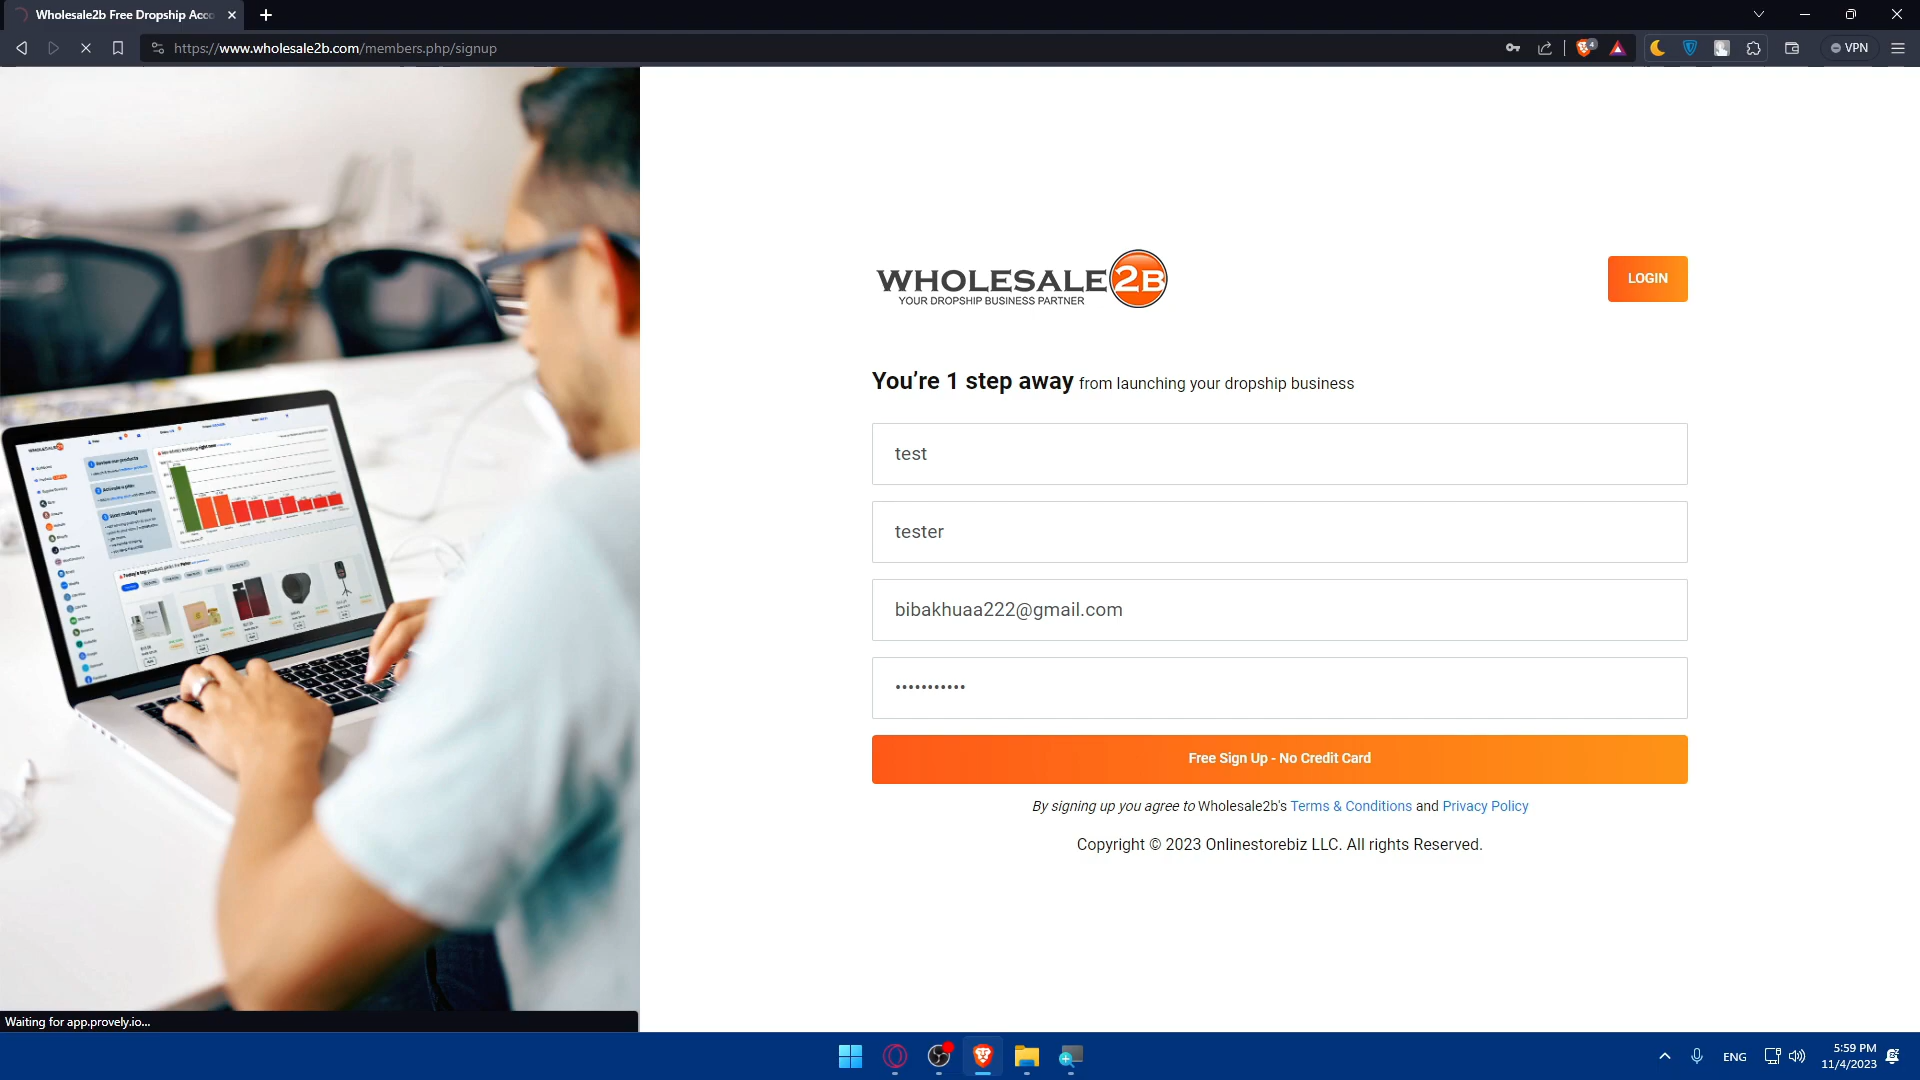 Wholesale2b Free Dropship Acco
https://www.wholesale2b.com/members.php/signup
4
VPN
WHOLESALE2B
YOUR DROPSHIP BUSINESS PARTNER
LOGIN
You're 1 step away from launching your dropship business
test
tester
bibakhuaa222@gmail.com
•••••••••••
Free Sign Up - No Credit Card
By signing up you agree to Wholesale2b's Terms & Conditions and Privacy Policy
Copyright © 2023 Onlinestorebiz LLC. All rights Reserved.
Waiting for app.provely.io...
ENG
5:59 PM
11/4/2023